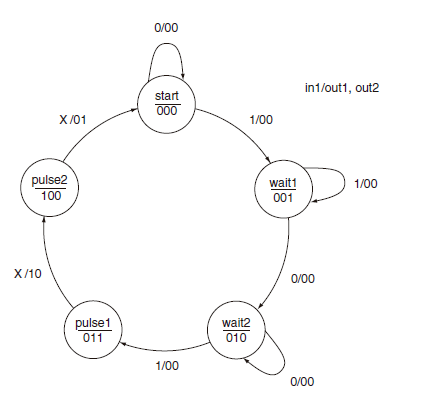 0/00
start
000
in1/out1, out2
X /01
1/00
pulse2
100
wait1
001
1/00
X /10
0/00
pulse1
011
wait2
010
1/00
0/00